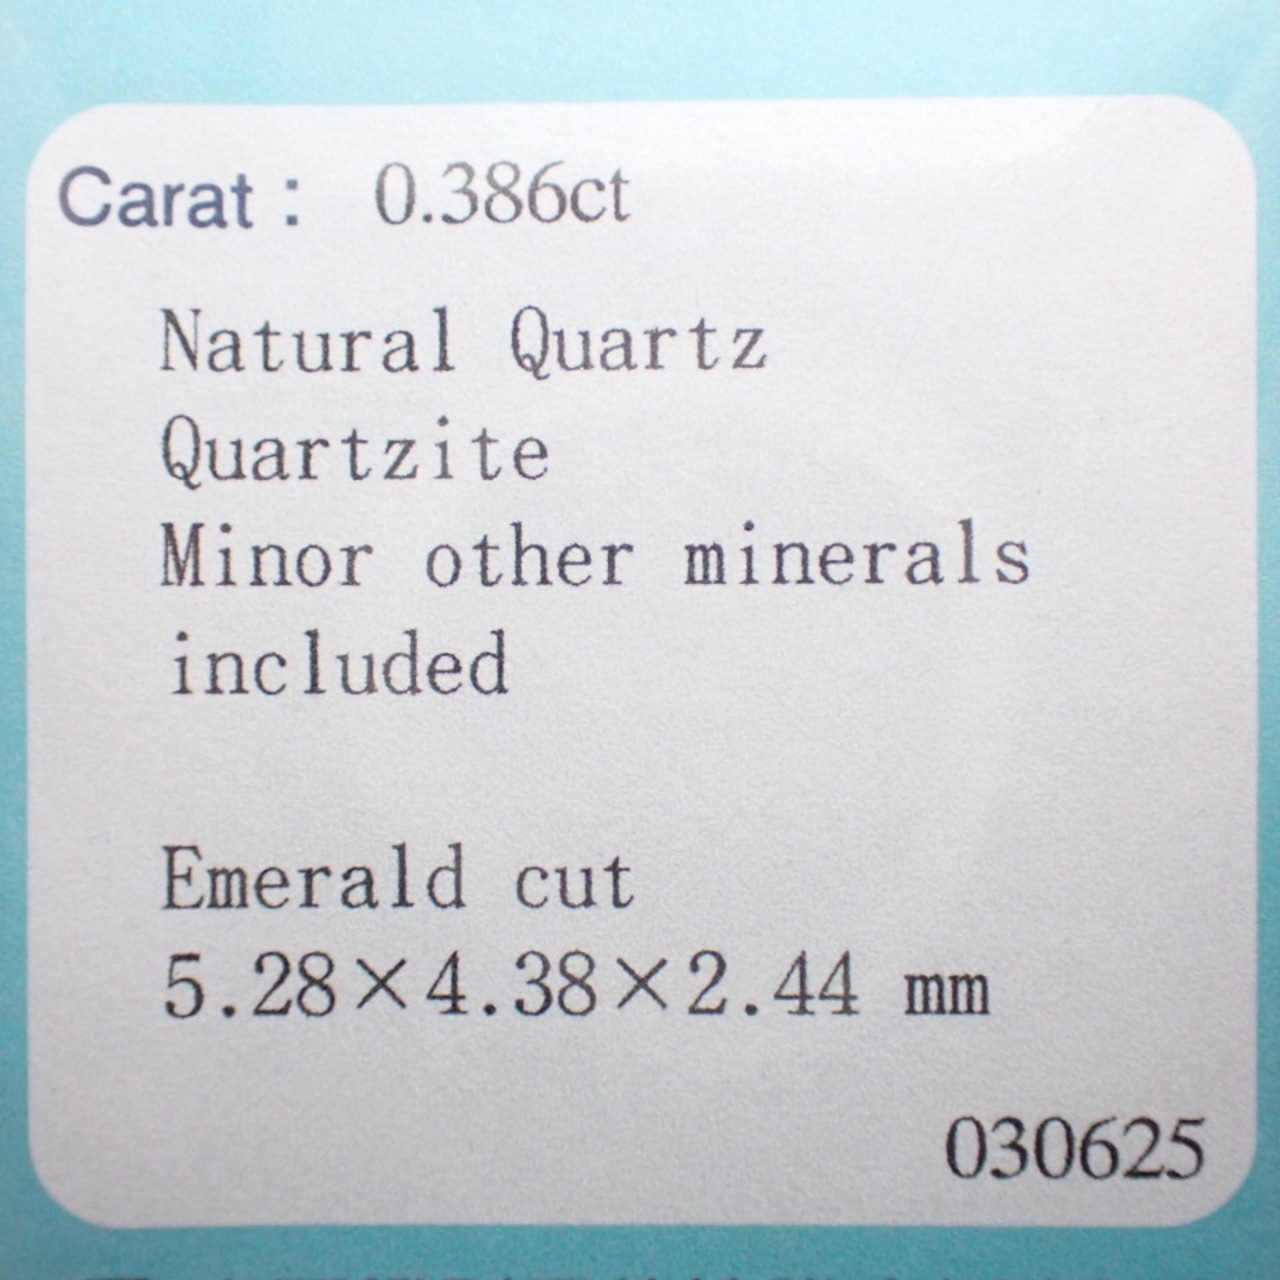 Carat : 0.386ct
Natural Quartz
Quartzite
Minor other minerals
included
Emerald cut
5.28×4.38×2.44 mm
030625